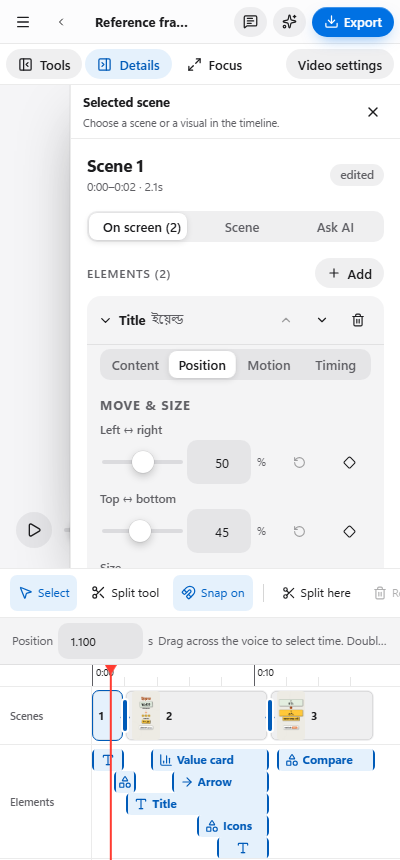 Reference fra...
Export
Tools
Details
Focus
Video settings
Selected scene
Choose a scene or a visual in the timeline.
Scene 1
0:00–0:02 · 2.1s
edited
On screen (2)
Scene
Ask AI
ELEMENTS (2)
Add
Title ইয়েল্ড
Content
Position
Motion
Timing
MOVE & SIZE
Left ↔ right
50 %
Top ↔ bottom
45 %
Select
Split tool
Snap on
Split here
Position 1.100 s Drag across the voice to select time. Doubl...
0:00
0:10
Scenes
1
2
3
Elements
Value card
Compare
Arrow
Title
Icons